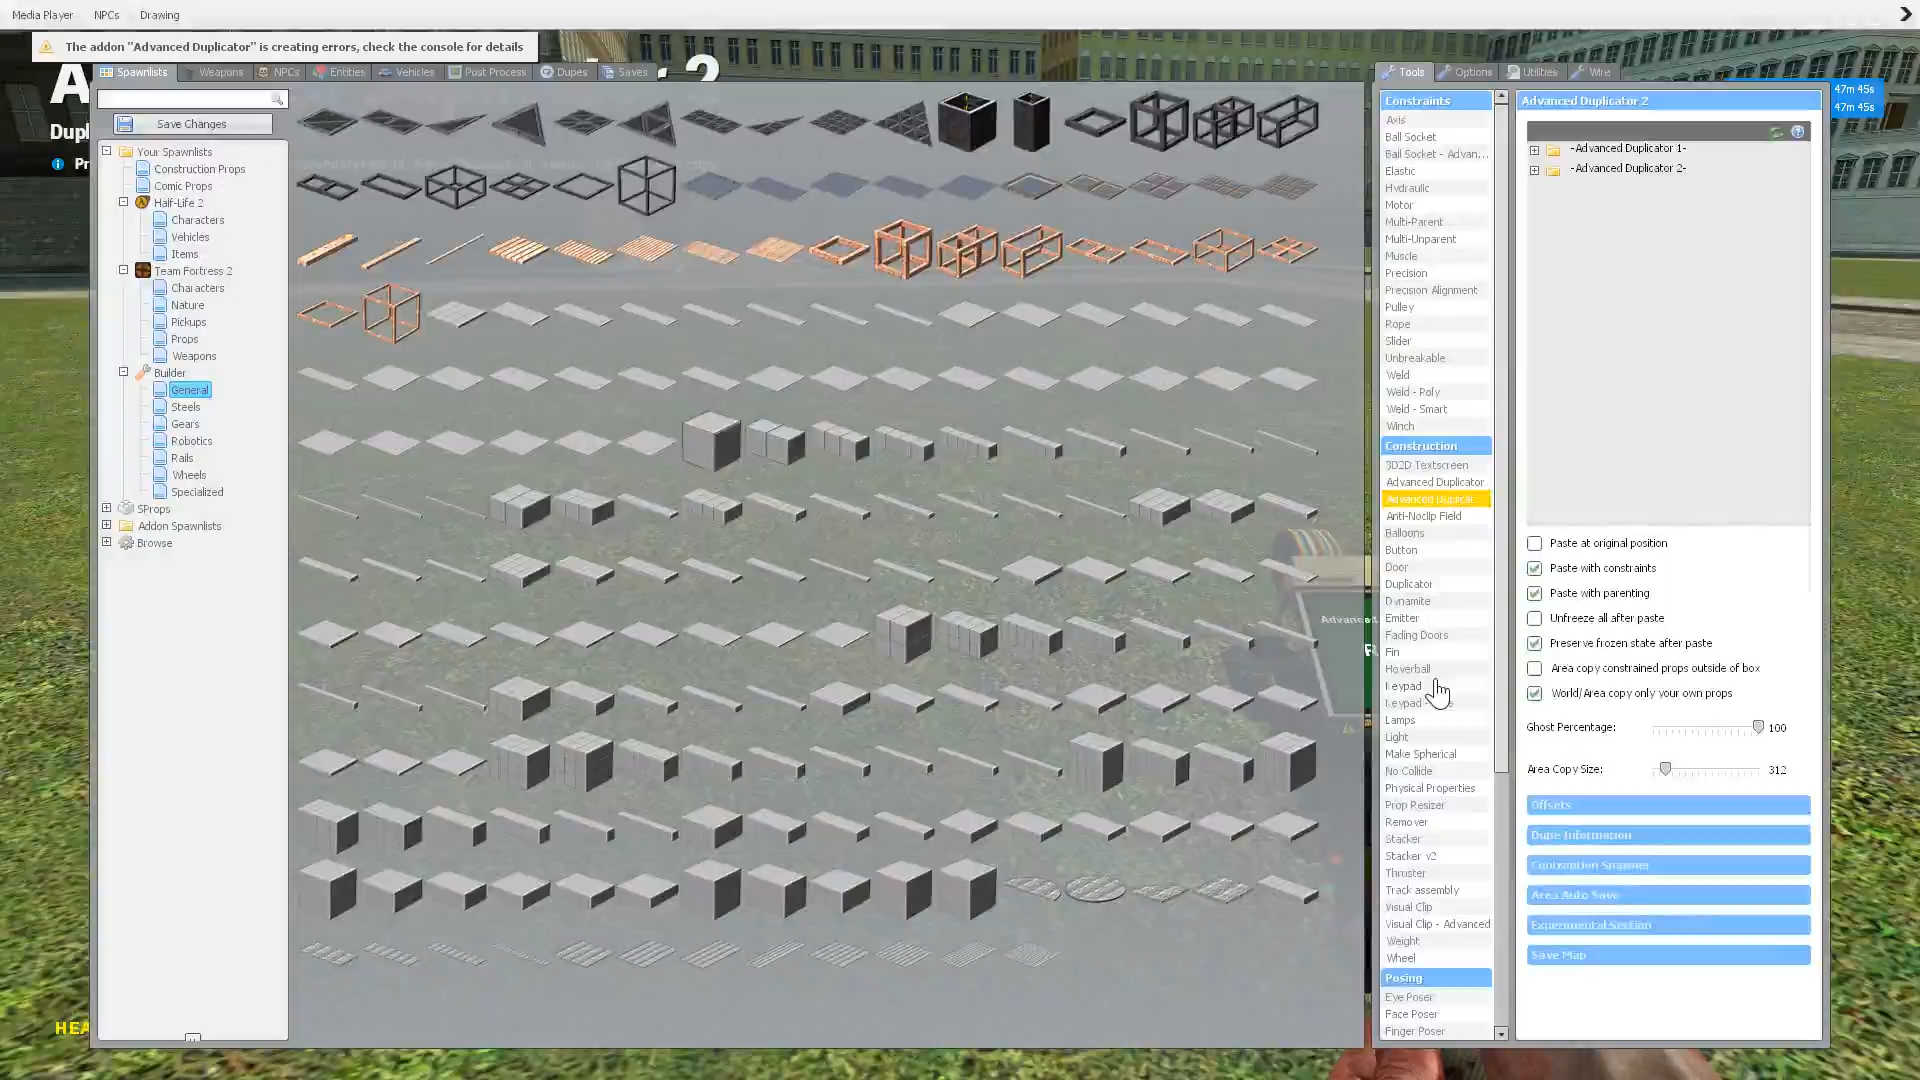 Media Player NPCs Drawing
The addon "Advanced Duplicator" is creating errors, check the console for details
Spawnlists Weapons NPCs Entities Vehicles Post Process Dupes Saves
Tools Options Utilities Wire
47m 45s
47m 45s
Save Changes
Your Spawnlists
Construction Props
Comic Props
Half-Life 2
Characters
Vehicles
Items
Team Fortress 2
Characters
Nature
Pickups
Props
Weapons
Builder
General
Steels
Gears
Robotics
Rails
Wheels
Specialized
SProps
Addon Spawnlists
Browse
Constraints
Axis
Ball Socket
Ball Socket - Advan...
Elastic
Hydraulic
Motor
Multi-Parent
Multi-Unparent
Muscle
Precision
Precision Alignment
Pulley
Rope
Slider
Unbreakable
Weld
Weld - Poly
Weld - Smart
Winch
Construction
3D2D Textscreen
Advanced Duplicator
Anti-Noclip Field
Balloons
Button
Door
Duplicator
Dynamite
Emitter
Fading Doors
Fin
Hoverball
Keypad
Keypad
Lamps
Light
Make Spherical
No Collide
Physical Properties
Prop Resizer
Remover
Stacker
Stacker v2
Thruster
Track assembly
Visual Clip
Visual Clip - Advanced
Weight
Wheel
Posing
Eye Poser
Face Poser
Finger Poser
Advanced Duplicator 2
-Advanced Duplicator 1-
-Advanced Duplicator 2-
Paste at original position
Paste with constraints
Paste with parenting
Unfreeze all after paste
Preserve frozen state after paste
Area copy constrained props outside of box
World/Area copy only your own props
Ghost Percentage: 100
Area Copy Size: 312
Offsets
Dupe Information
Contraption Spawner
Area Auto Save
Experimental Section
Save Map